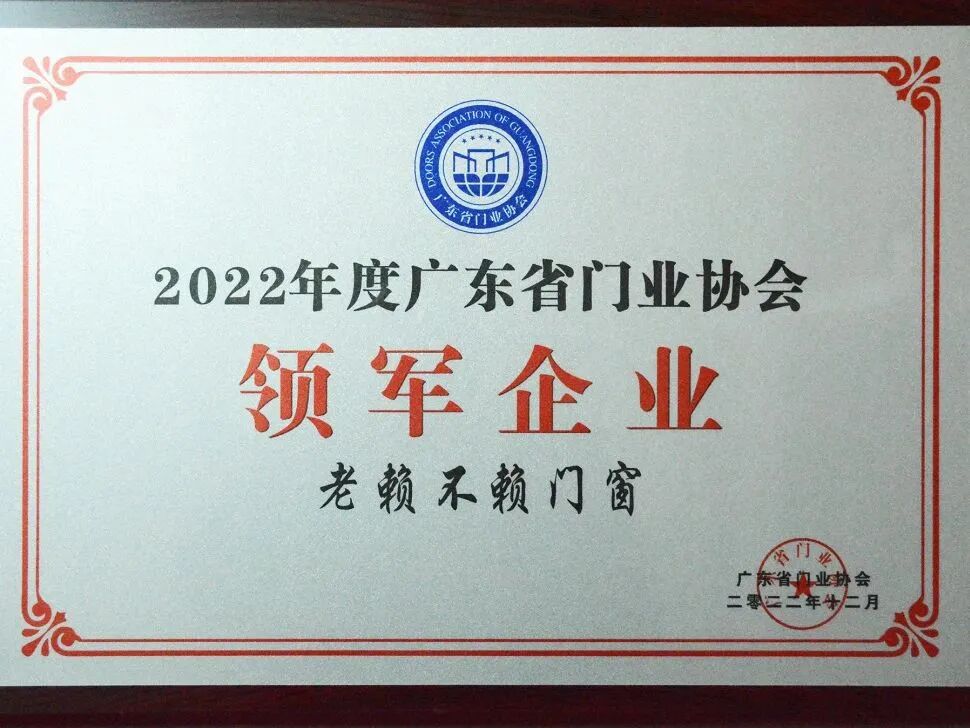 DOORS ASSOCIATION OF GUANGDONG
广东省门业协会
2022年度广东省门业协会
领军企业
老赖不赖门窗
广东省门业协会
二零二二年十二月